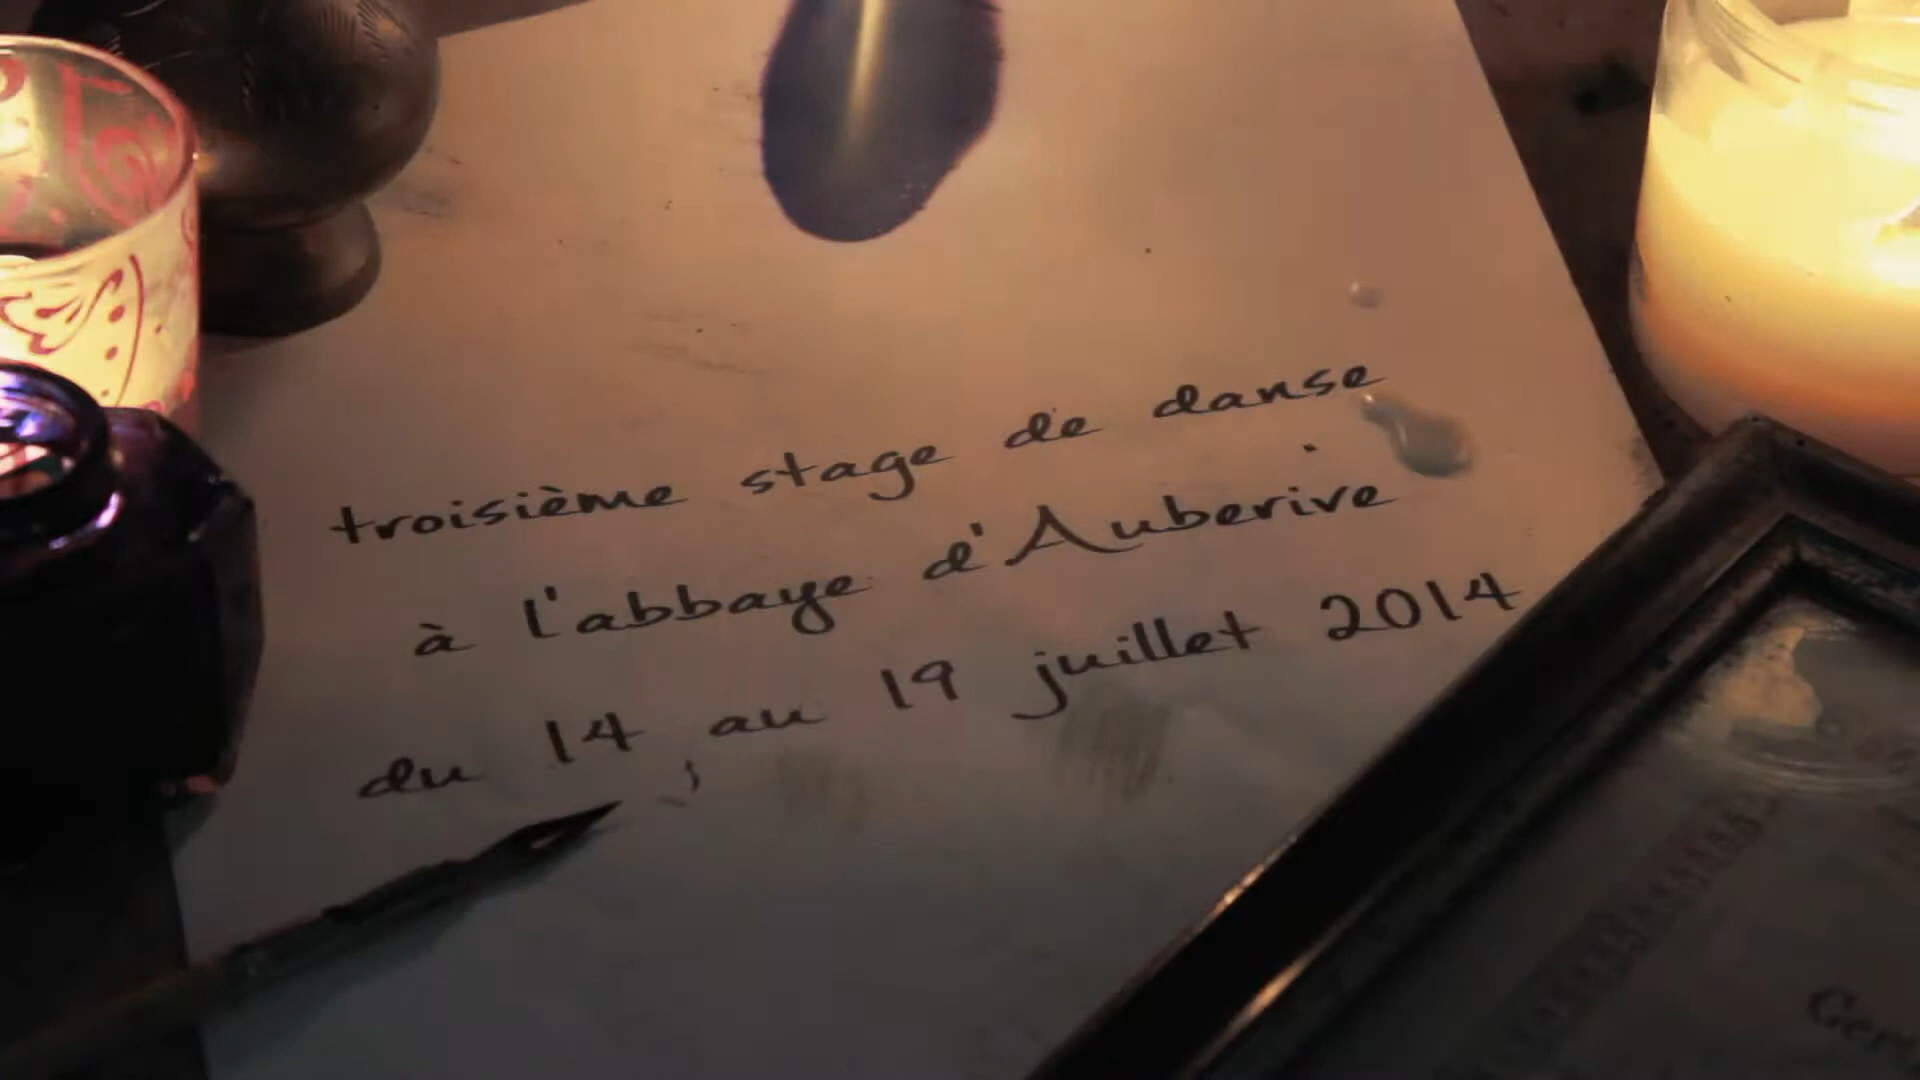 troisième stage de danse
à l'abbaye d'Auberive
du 14 au 19 juillet 2014